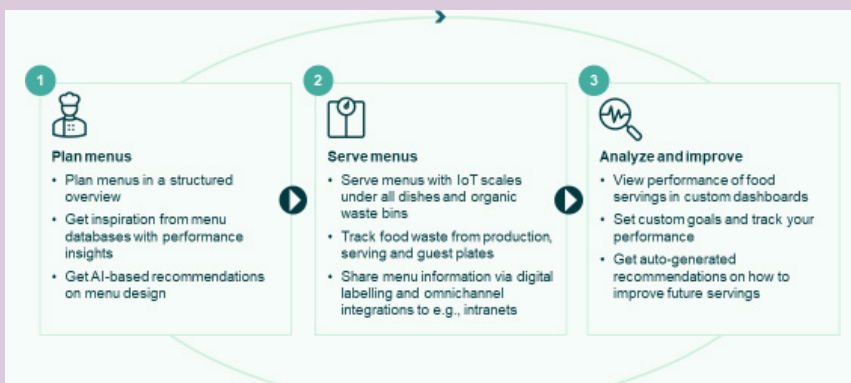 1
Plan menus
• Plan menus in a structured
overview
• Get inspiration from menu
databases with performance
insights
• Get AI-based recommendations
on menu design
2
Serve menus
• Serve menus with IoT scales
under all dishes and organic
waste bins
• Track food waste from production,
serving and guest plates
• Share menu information via digital
labelling and omnichannel
integrations to e.g., intranets
3
Analyze and improve
• View performance of food
servings in custom dashboards
• Set custom goals and track your
performance
• Get auto-generated
recommendations on how to
improve future servings